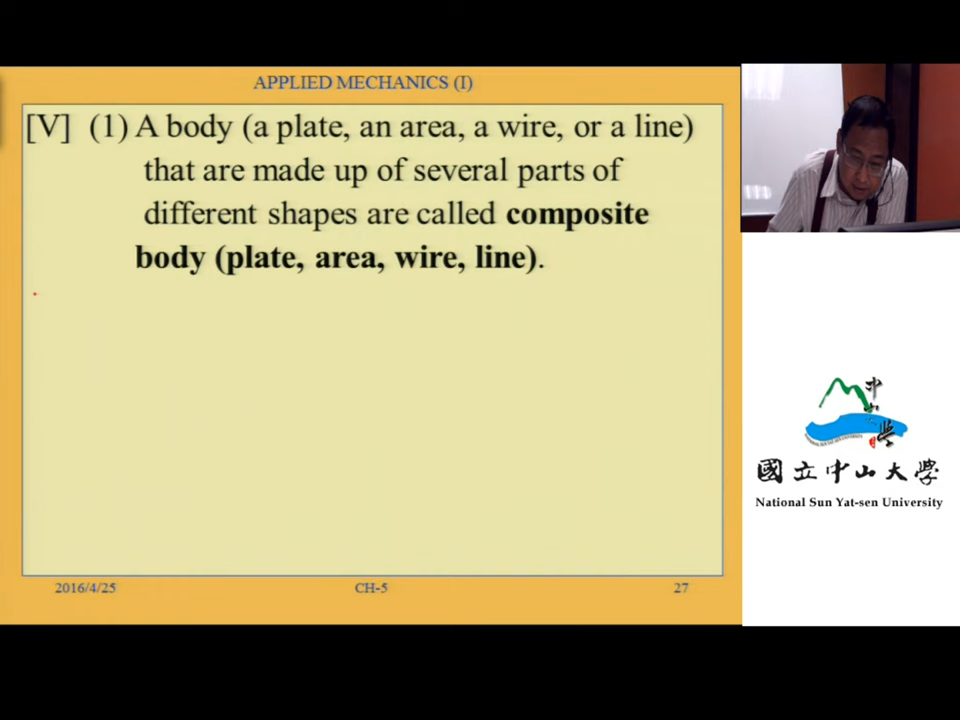 APPLIED MECHANICS (I)
[V] (1) A body (a plate, an area, a wire, or a line)
that are made up of several parts of
different shapes are called composite
body (plate, area, wire, line).
2016/4/25
CH-5
27
國立中山大學
National Sun Yat-sen University